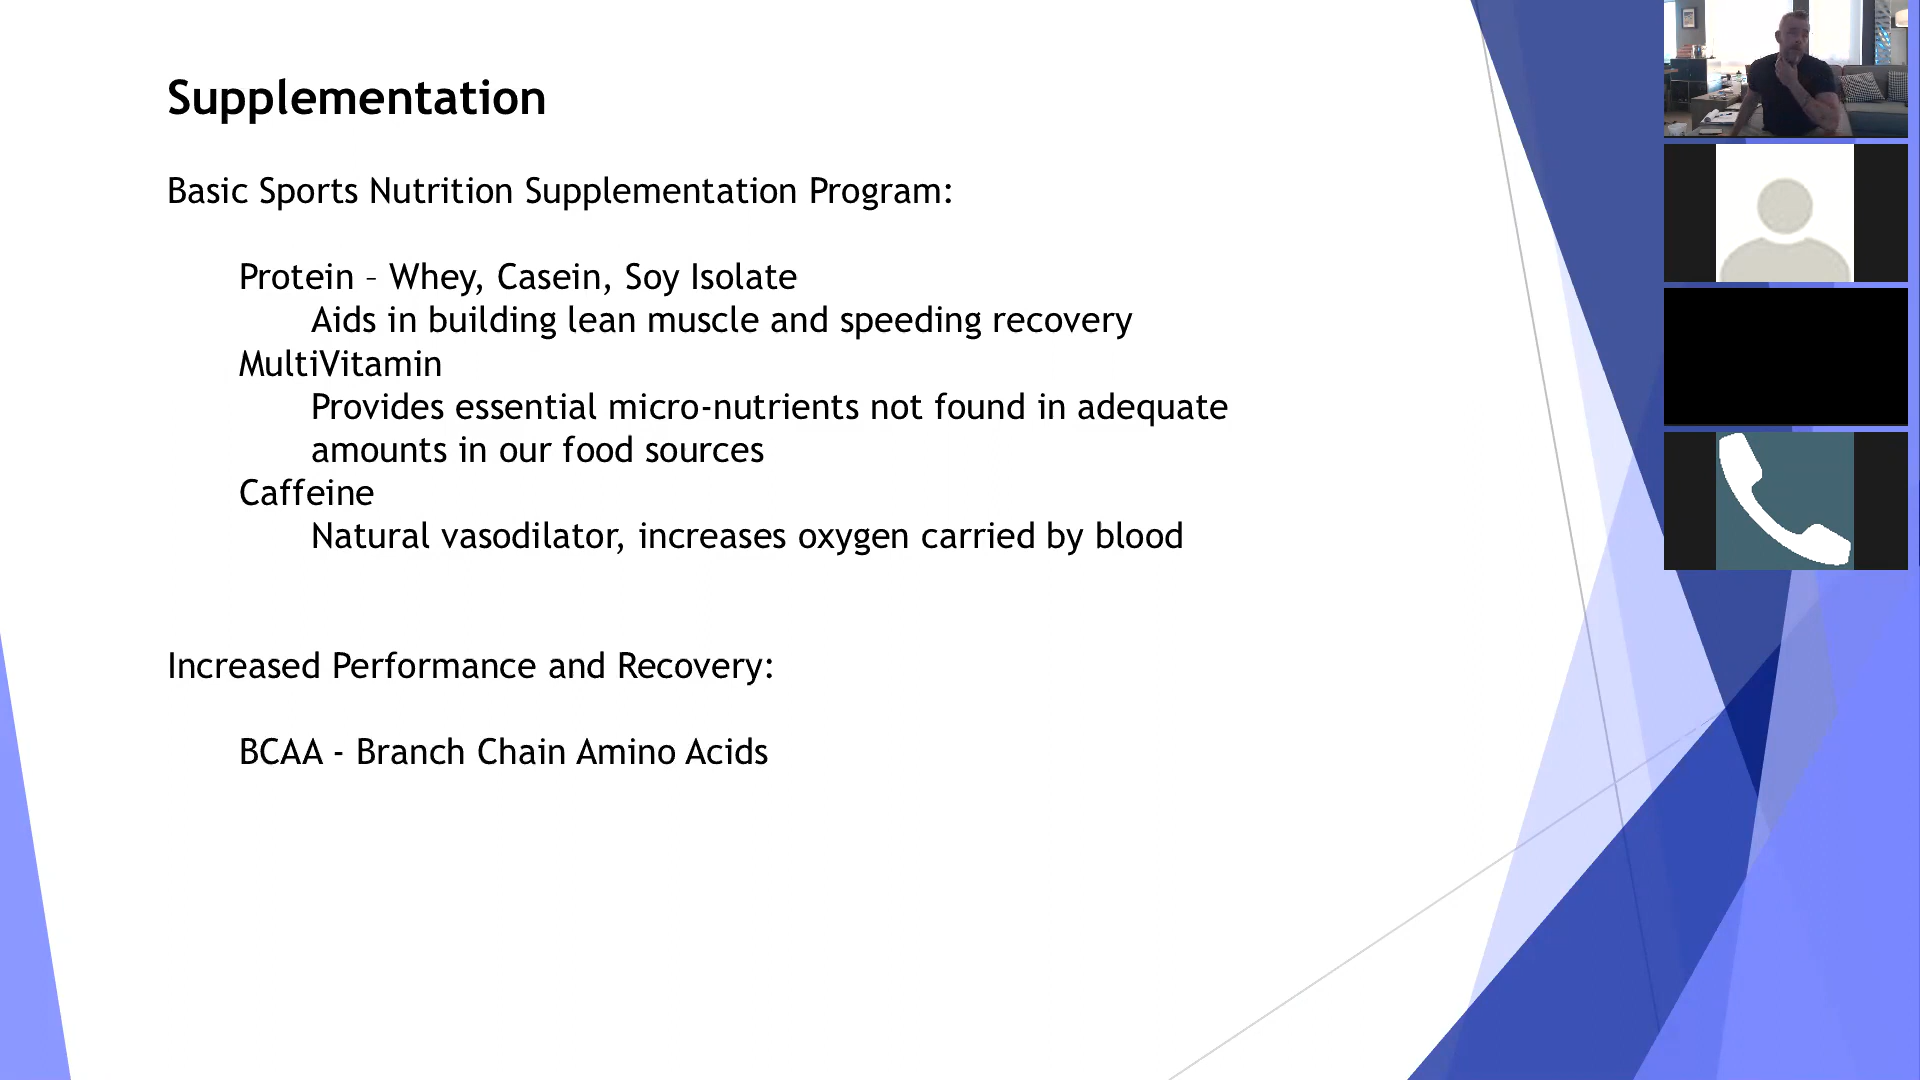 Supplementation
Basic Sports Nutrition Supplementation Program:
Protein – Whey, Casein, Soy Isolate
Aids in building lean muscle and speeding recovery
MultiVitamin
Provides essential micro-nutrients not found in adequate
amounts in our food sources
Caffeine
Natural vasodilator, increases oxygen carried by blood
Increased Performance and Recovery:
BCAA - Branch Chain Amino Acids